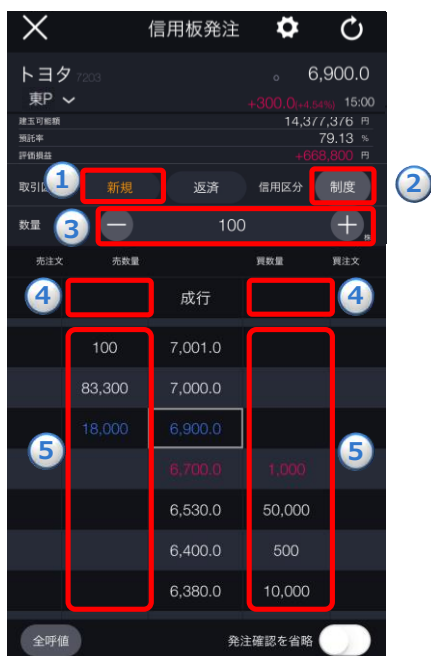 信用板発注
トヨタ 7203 6,900.0
東P +300.0(+4.54%) 15:00
建玉可能額 14,377,376 円
預託率 79.13 %
評価損益 +668,800 円
取引 1 新規 返済 信用区分 制度 2
数量 3 100 株
売注文 売数量 買数量 買注文
4 成行 4
100 7,001.0
83,300 7,000.0
18,000 6,900.0
5 5
6,700.0 1,000
6,530.0 50,000
6,400.0 500
6,380.0 10,000
全呼値 発注確認を省略